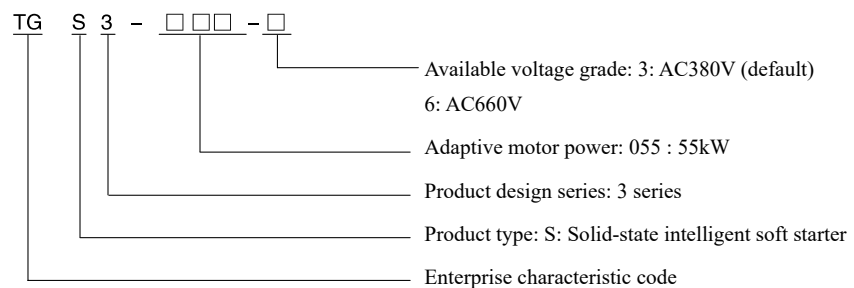 TG S 3 - □□□ - □
Available voltage grade: 3: AC380V (default)
6: AC660V
Adaptive motor power: 055 : 55kW
Product design series: 3 series
Product type: S: Solid-state intelligent soft starter
Enterprise characteristic code